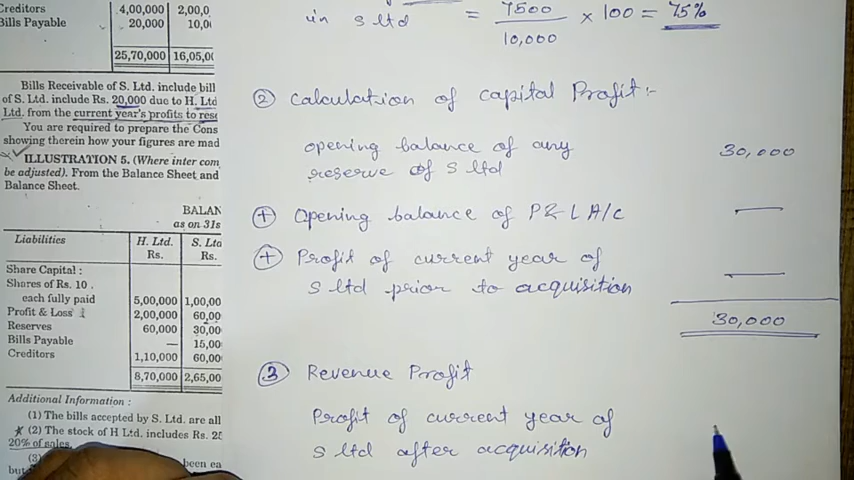 Creditors 4,00,000 2,00,0
Bills Payable 20,000 10,0
25,70,000 16,05,00
Bills Receivable of S. Ltd. include bill
of S. Ltd. include Rs. 20,000 due to H. Ltd
Ltd. from the current year's profits to rese
You are required to prepare the Cons
showing therein how your figures are mad
ILLUSTRATION 5. (Where inter com
be adjusted). From the Balance Sheet and
Balance Sheet.
BALAN
as on 31s
Liabilities H. Ltd. S. Ltd
Rs. Rs.
Share Capital :
Shares of Rs. 10
each fully paid 5,00,000 1,00,00
Profit & Loss 2,00,000 60,00
Reserves 60,000 30,00
Bills Payable — 15,00
Creditors 1,10,000 60,00
8,70,000 2,65,00
Additional Information :
(1) The bills accepted by S. Ltd. are all
(2) The stock of H Ltd. includes Rs. 25
20% of sales.
(3) been ea
but
in S ltd = 7500 / 10,000 × 100 = 75%
② Calculation of capital Profit :-
opening balance of any
reserve of S ltd 30,000
⊕ Opening balance of P & L A/C —
⊕ Profit of current year of
S ltd prior to acquisition —
30,000
③ Revenue Profit
Profit of current year of
S ltd after acquisition